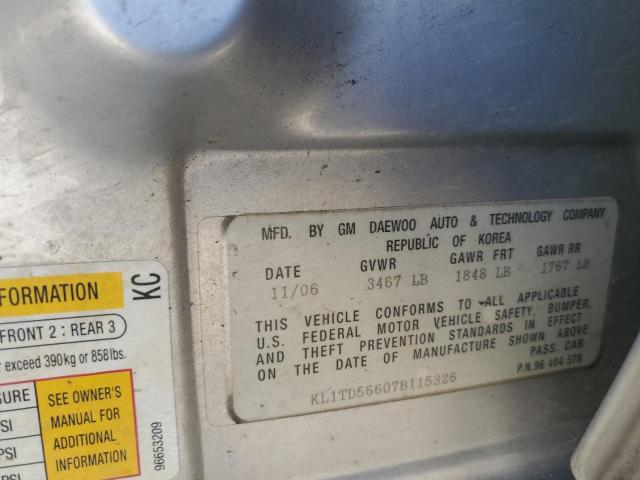 MFD. BY GM DAEWOO AUTO & TECHNOLOGY COMPANY
REPUBLIC OF KOREA
DATE GVWR GAWR FRT GAWR RR
11/06 3467 LB 1848 LB 1767 LB
THIS VEHICLE CONFORMS TO ALL APPLICABLE
U.S. FEDERAL MOTOR VEHICLE SAFETY, BUMPER,
AND THEFT PREVENTION STANDARDS IN EFFECT
ON THE DATE OF MANUFACTURE SHOWN ABOVE
PASS. CAR
KL1TD56607B115326
P.N. 96 404 576
KC
FORMATION
FRONT 2 : REAR 3
exceed 390 kg or 858 lbs.
SURE
SEE OWNER'S
MANUAL FOR
ADDITIONAL
INFORMATION
PSI
PSI
PSI
96653209